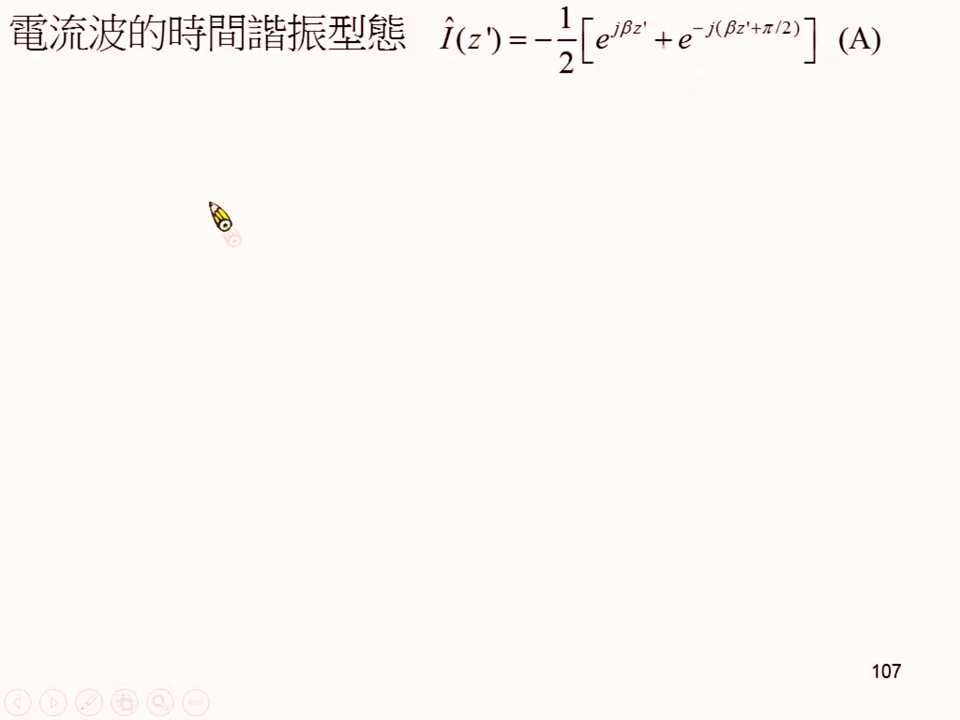 電流波的時間諧振型態 Î(z') = −1/2 [e^{jβz'} + e^{−j(βz'+π/2)}] (A)
107